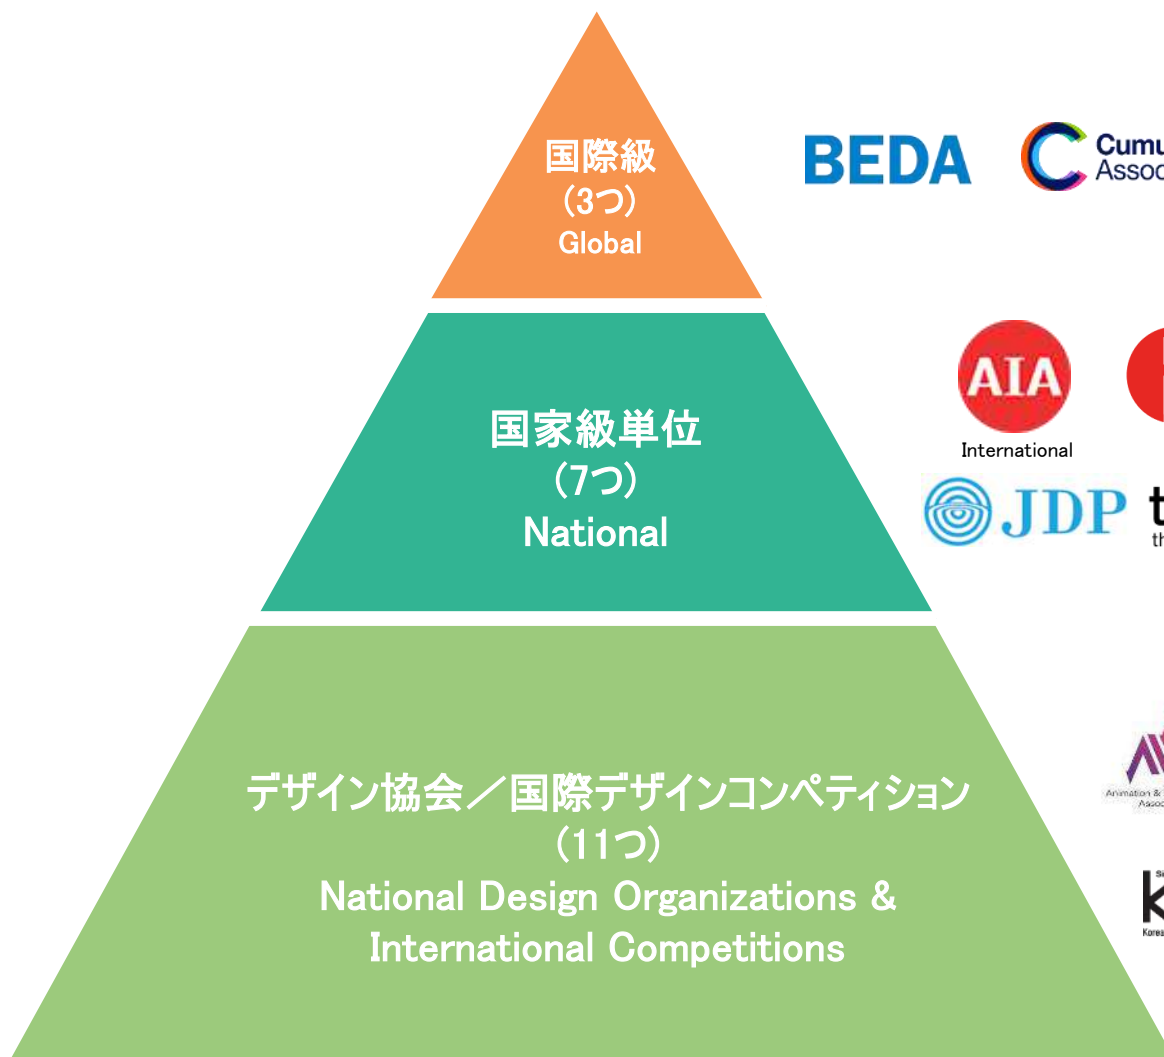 国際級
(3つ)
Global
BEDA
Assoc
国家級単位
(7つ)
National
AIA
International
JDP
デザイン協会／国際デザインコンペティション
(11つ)
National Design Organizations &
International Competitions
Animation &
Korea